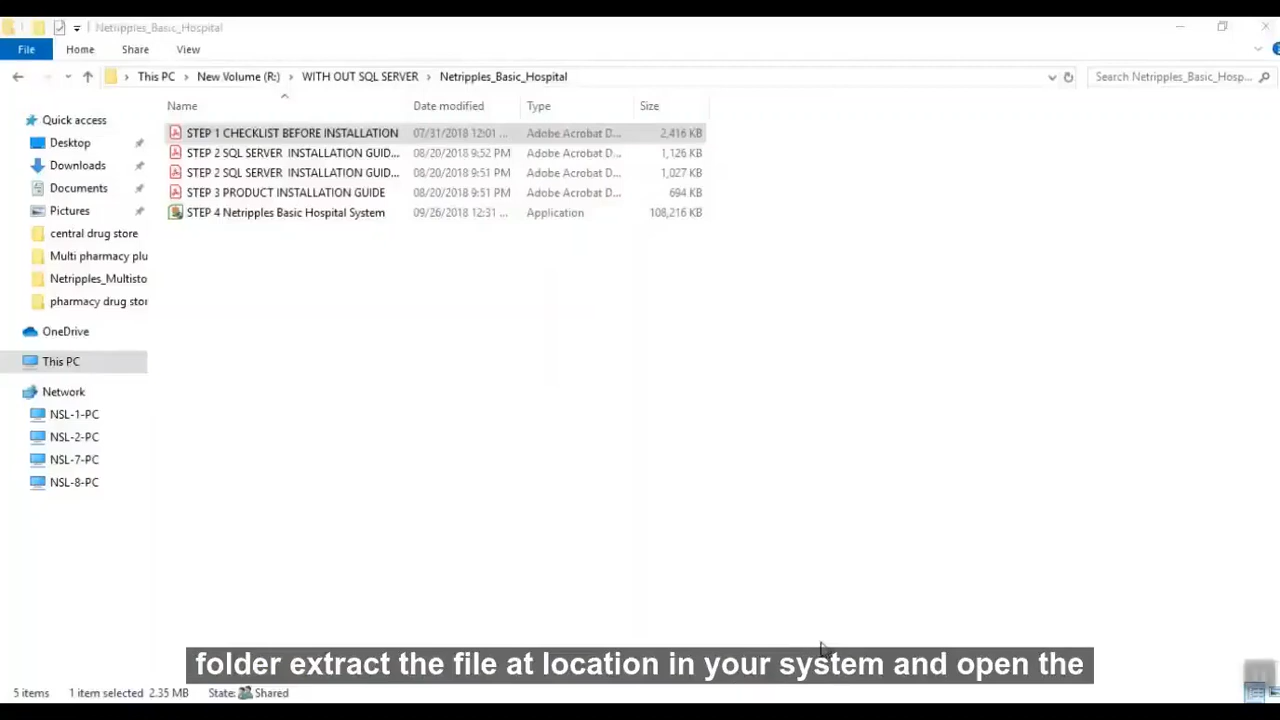 Netripples_Basic_Hospital
File Home Share View
This PC New Volume (R:) WITH OUT SQL SERVER Netripples_Basic_Hospital Search Netripples_Basic_Hosp...
Name Date modified Type Size
Quick access
Desktop
Downloads
Documents
Pictures
central drug store
Multi pharmacy plu
Netripples_Multisto
pharmacy drug stor
OneDrive
This PC
Network
NSL-1-PC
NSL-2-PC
NSL-7-PC
NSL-8-PC
STEP 1 CHECKLIST BEFORE INSTALLATION 07/31/2018 12:01 ... Adobe Acrobat D... 2,416 KB
STEP 2 SQL SERVER INSTALLATION GUID... 08/20/2018 9:52 PM Adobe Acrobat D... 1,126 KB
STEP 2 SQL SERVER INSTALLATION GUID... 08/20/2018 9:51 PM Adobe Acrobat D... 1,027 KB
STEP 3 PRODUCT INSTALLATION GUIDE 08/20/2018 9:51 PM Adobe Acrobat D... 694 KB
STEP 4 Netripples Basic Hospital System 09/26/2018 12:31 ... Application 108,216 KB
folder extract the file at location in your system and open the
5 items 1 item selected 2.35 MB State: Shared